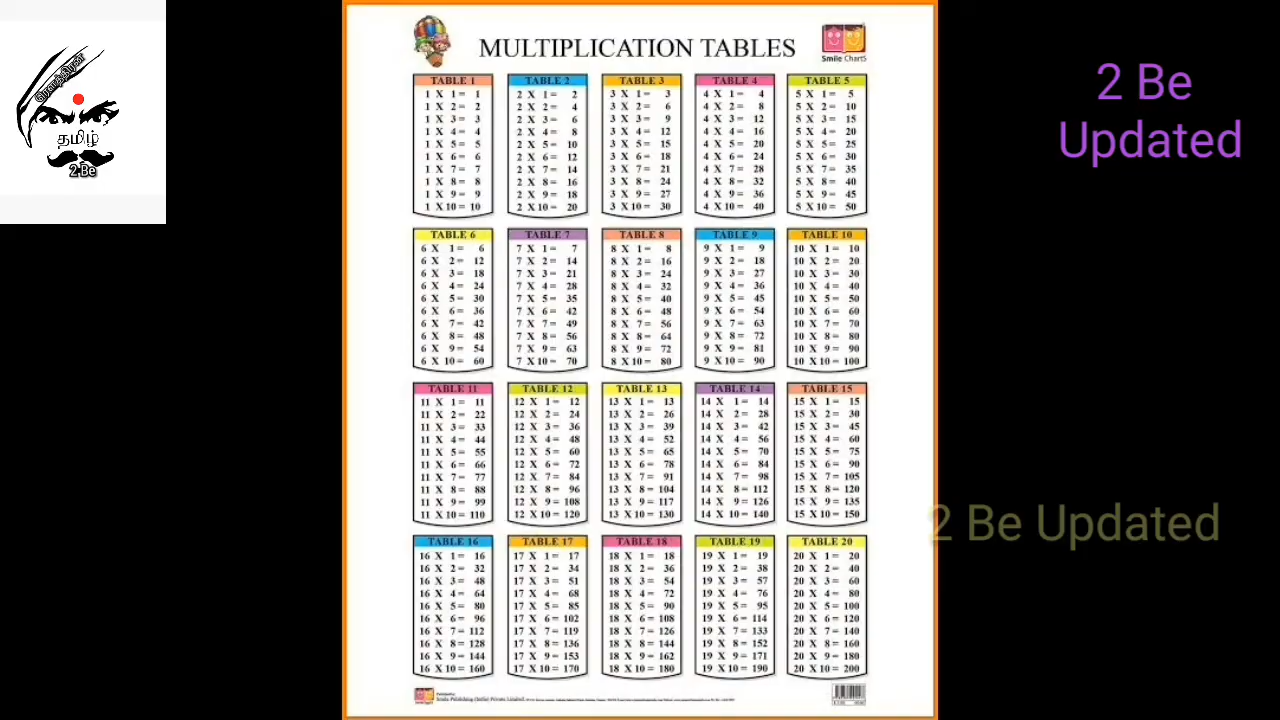 தமிழ்
2.Be
MULTIPLICATION TABLES
Smile Charts
2 Be
Updated
TABLE 1
1 X 1 = 1
1 X 2 = 2
1 X 3 = 3
1 X 4 = 4
1 X 5 = 5
1 X 6 = 6
1 X 7 = 7
1 X 8 = 8
1 X 9 = 9
1 X 10 = 10
TABLE 2
2 X 1 = 2
2 X 2 = 4
2 X 3 = 6
2 X 4 = 8
2 X 5 = 10
2 X 6 = 12
2 X 7 = 14
2 X 8 = 16
2 X 9 = 18
2 X 10 = 20
TABLE 3
3 X 1 = 3
3 X 2 = 6
3 X 3 = 9
3 X 4 = 12
3 X 5 = 15
3 X 6 = 18
3 X 7 = 21
3 X 8 = 24
3 X 9 = 27
3 X 10 = 30
TABLE 4
4 X 1 = 4
4 X 2 = 8
4 X 3 = 12
4 X 4 = 16
4 X 5 = 20
4 X 6 = 24
4 X 7 = 28
4 X 8 = 32
4 X 9 = 36
4 X 10 = 40
TABLE 5
5 X 1 = 5
5 X 2 = 10
5 X 3 = 15
5 X 4 = 20
5 X 5 = 25
5 X 6 = 30
5 X 7 = 35
5 X 8 = 40
5 X 9 = 45
5 X 10 = 50
TABLE 6
6 X 1 = 6
6 X 2 = 12
6 X 3 = 18
6 X 4 = 24
6 X 5 = 30
6 X 6 = 36
6 X 7 = 42
6 X 8 = 48
6 X 9 = 54
6 X 10 = 60
TABLE 7
7 X 1 = 7
7 X 2 = 14
7 X 3 = 21
7 X 4 = 28
7 X 5 = 35
7 X 6 = 42
7 X 7 = 49
7 X 8 = 56
7 X 9 = 63
7 X 10 = 70
TABLE 8
8 X 1 = 8
8 X 2 = 16
8 X 3 = 24
8 X 4 = 32
8 X 5 = 40
8 X 6 = 48
8 X 7 = 56
8 X 8 = 64
8 X 9 = 72
8 X 10 = 80
TABLE 9
9 X 1 = 9
9 X 2 = 18
9 X 3 = 27
9 X 4 = 36
9 X 5 = 45
9 X 6 = 54
9 X 7 = 63
9 X 8 = 72
9 X 9 = 81
9 X 10 = 90
TABLE 10
10 X 1 = 10
10 X 2 = 20
10 X 3 = 30
10 X 4 = 40
10 X 5 = 50
10 X 6 = 60
10 X 7 = 70
10 X 8 = 80
10 X 9 = 90
10 X 10 = 100
TABLE 11
11 X 1 = 11
11 X 2 = 22
11 X 3 = 33
11 X 4 = 44
11 X 5 = 55
11 X 6 = 66
11 X 7 = 77
11 X 8 = 88
11 X 9 = 99
11 X 10 = 110
TABLE 12
12 X 1 = 12
12 X 2 = 24
12 X 3 = 36
12 X 4 = 48
12 X 5 = 60
12 X 6 = 72
12 X 7 = 84
12 X 8 = 96
12 X 9 = 108
12 X 10 = 120
TABLE 13
13 X 1 = 13
13 X 2 = 26
13 X 3 = 39
13 X 4 = 52
13 X 5 = 65
13 X 6 = 78
13 X 7 = 91
13 X 8 = 104
13 X 9 = 117
13 X 10 = 130
TABLE 14
14 X 1 = 14
14 X 2 = 28
14 X 3 = 42
14 X 4 = 56
14 X 5 = 70
14 X 6 = 84
14 X 7 = 98
14 X 8 = 112
14 X 9 = 126
14 X 10 = 140
TABLE 15
15 X 1 = 15
15 X 2 = 30
15 X 3 = 45
15 X 4 = 60
15 X 5 = 75
15 X 6 = 90
15 X 7 = 105
15 X 8 = 120
15 X 9 = 135
15 X 10 = 150
2 Be Updated
TABLE 16
16 X 1 = 16
16 X 2 = 32
16 X 3 = 48
16 X 4 = 64
16 X 5 = 80
16 X 6 = 96
16 X 7 = 112
16 X 8 = 128
16 X 9 = 144
16 X 10 = 160
TABLE 17
17 X 1 = 17
17 X 2 = 34
17 X 3 = 51
17 X 4 = 68
17 X 5 = 85
17 X 6 = 102
17 X 7 = 119
17 X 8 = 136
17 X 9 = 153
17 X 10 = 170
TABLE 18
18 X 1 = 18
18 X 2 = 36
18 X 3 = 54
18 X 4 = 72
18 X 5 = 90
18 X 6 = 108
18 X 7 = 126
18 X 8 = 144
18 X 9 = 162
18 X 10 = 180
TABLE 19
19 X 1 = 19
19 X 2 = 38
19 X 3 = 57
19 X 4 = 76
19 X 5 = 95
19 X 6 = 114
19 X 7 = 133
19 X 8 = 152
19 X 9 = 171
19 X 10 = 190
TABLE 20
20 X 1 = 20
20 X 2 = 40
20 X 3 = 60
20 X 4 = 80
20 X 5 = 100
20 X 6 = 120
20 X 7 = 140
20 X 8 = 160
20 X 9 = 180
20 X 10 = 200
Smile Publishing (India) Private Limited